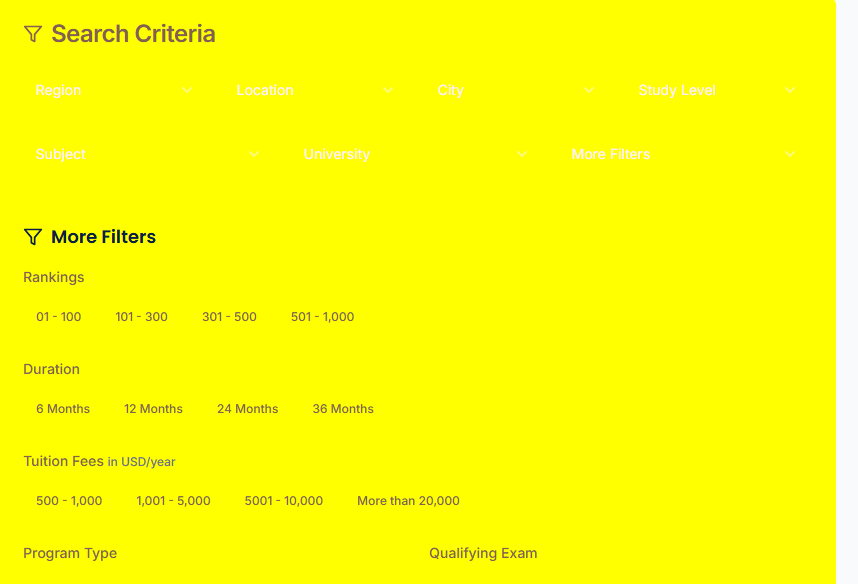 Search Criteria
Region Location City Study Level
Subject University More Filters
More Filters
Rankings
01 - 100 101 - 300 301 - 500 501 - 1,000
Duration
6 Months 12 Months 24 Months 36 Months
Tuition Fees in USD/year
500 - 1,000 1,001 - 5,000 5001 - 10,000 More than 20,000
Program Type Qualifying Exam